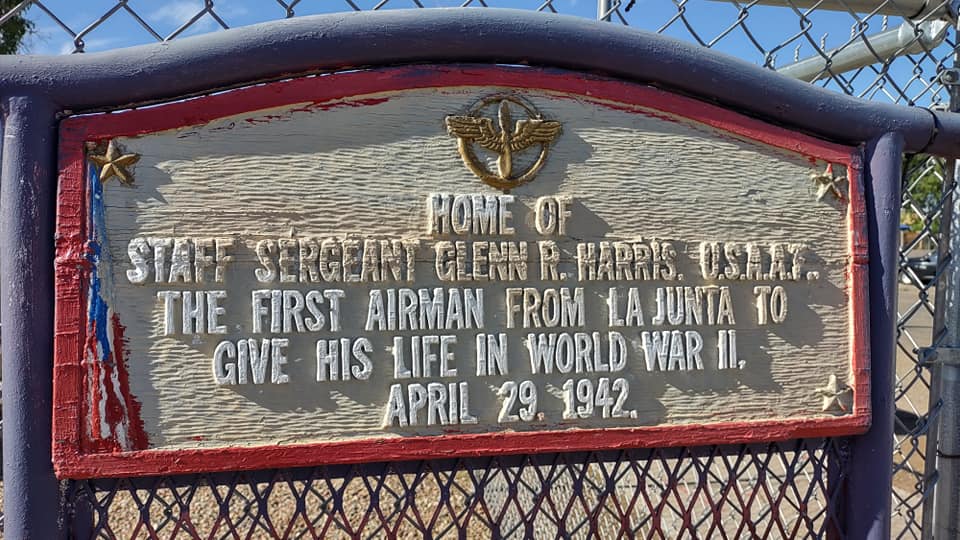 HOME OF
STAFF SERGEANT GLENN R. HARRIS. U.S.A.A.F..
THE FIRST AIRMAN FROM LA JUNTA TO
GIVE HIS LIFE IN WORLD WAR II.
APRIL 29. 1942.